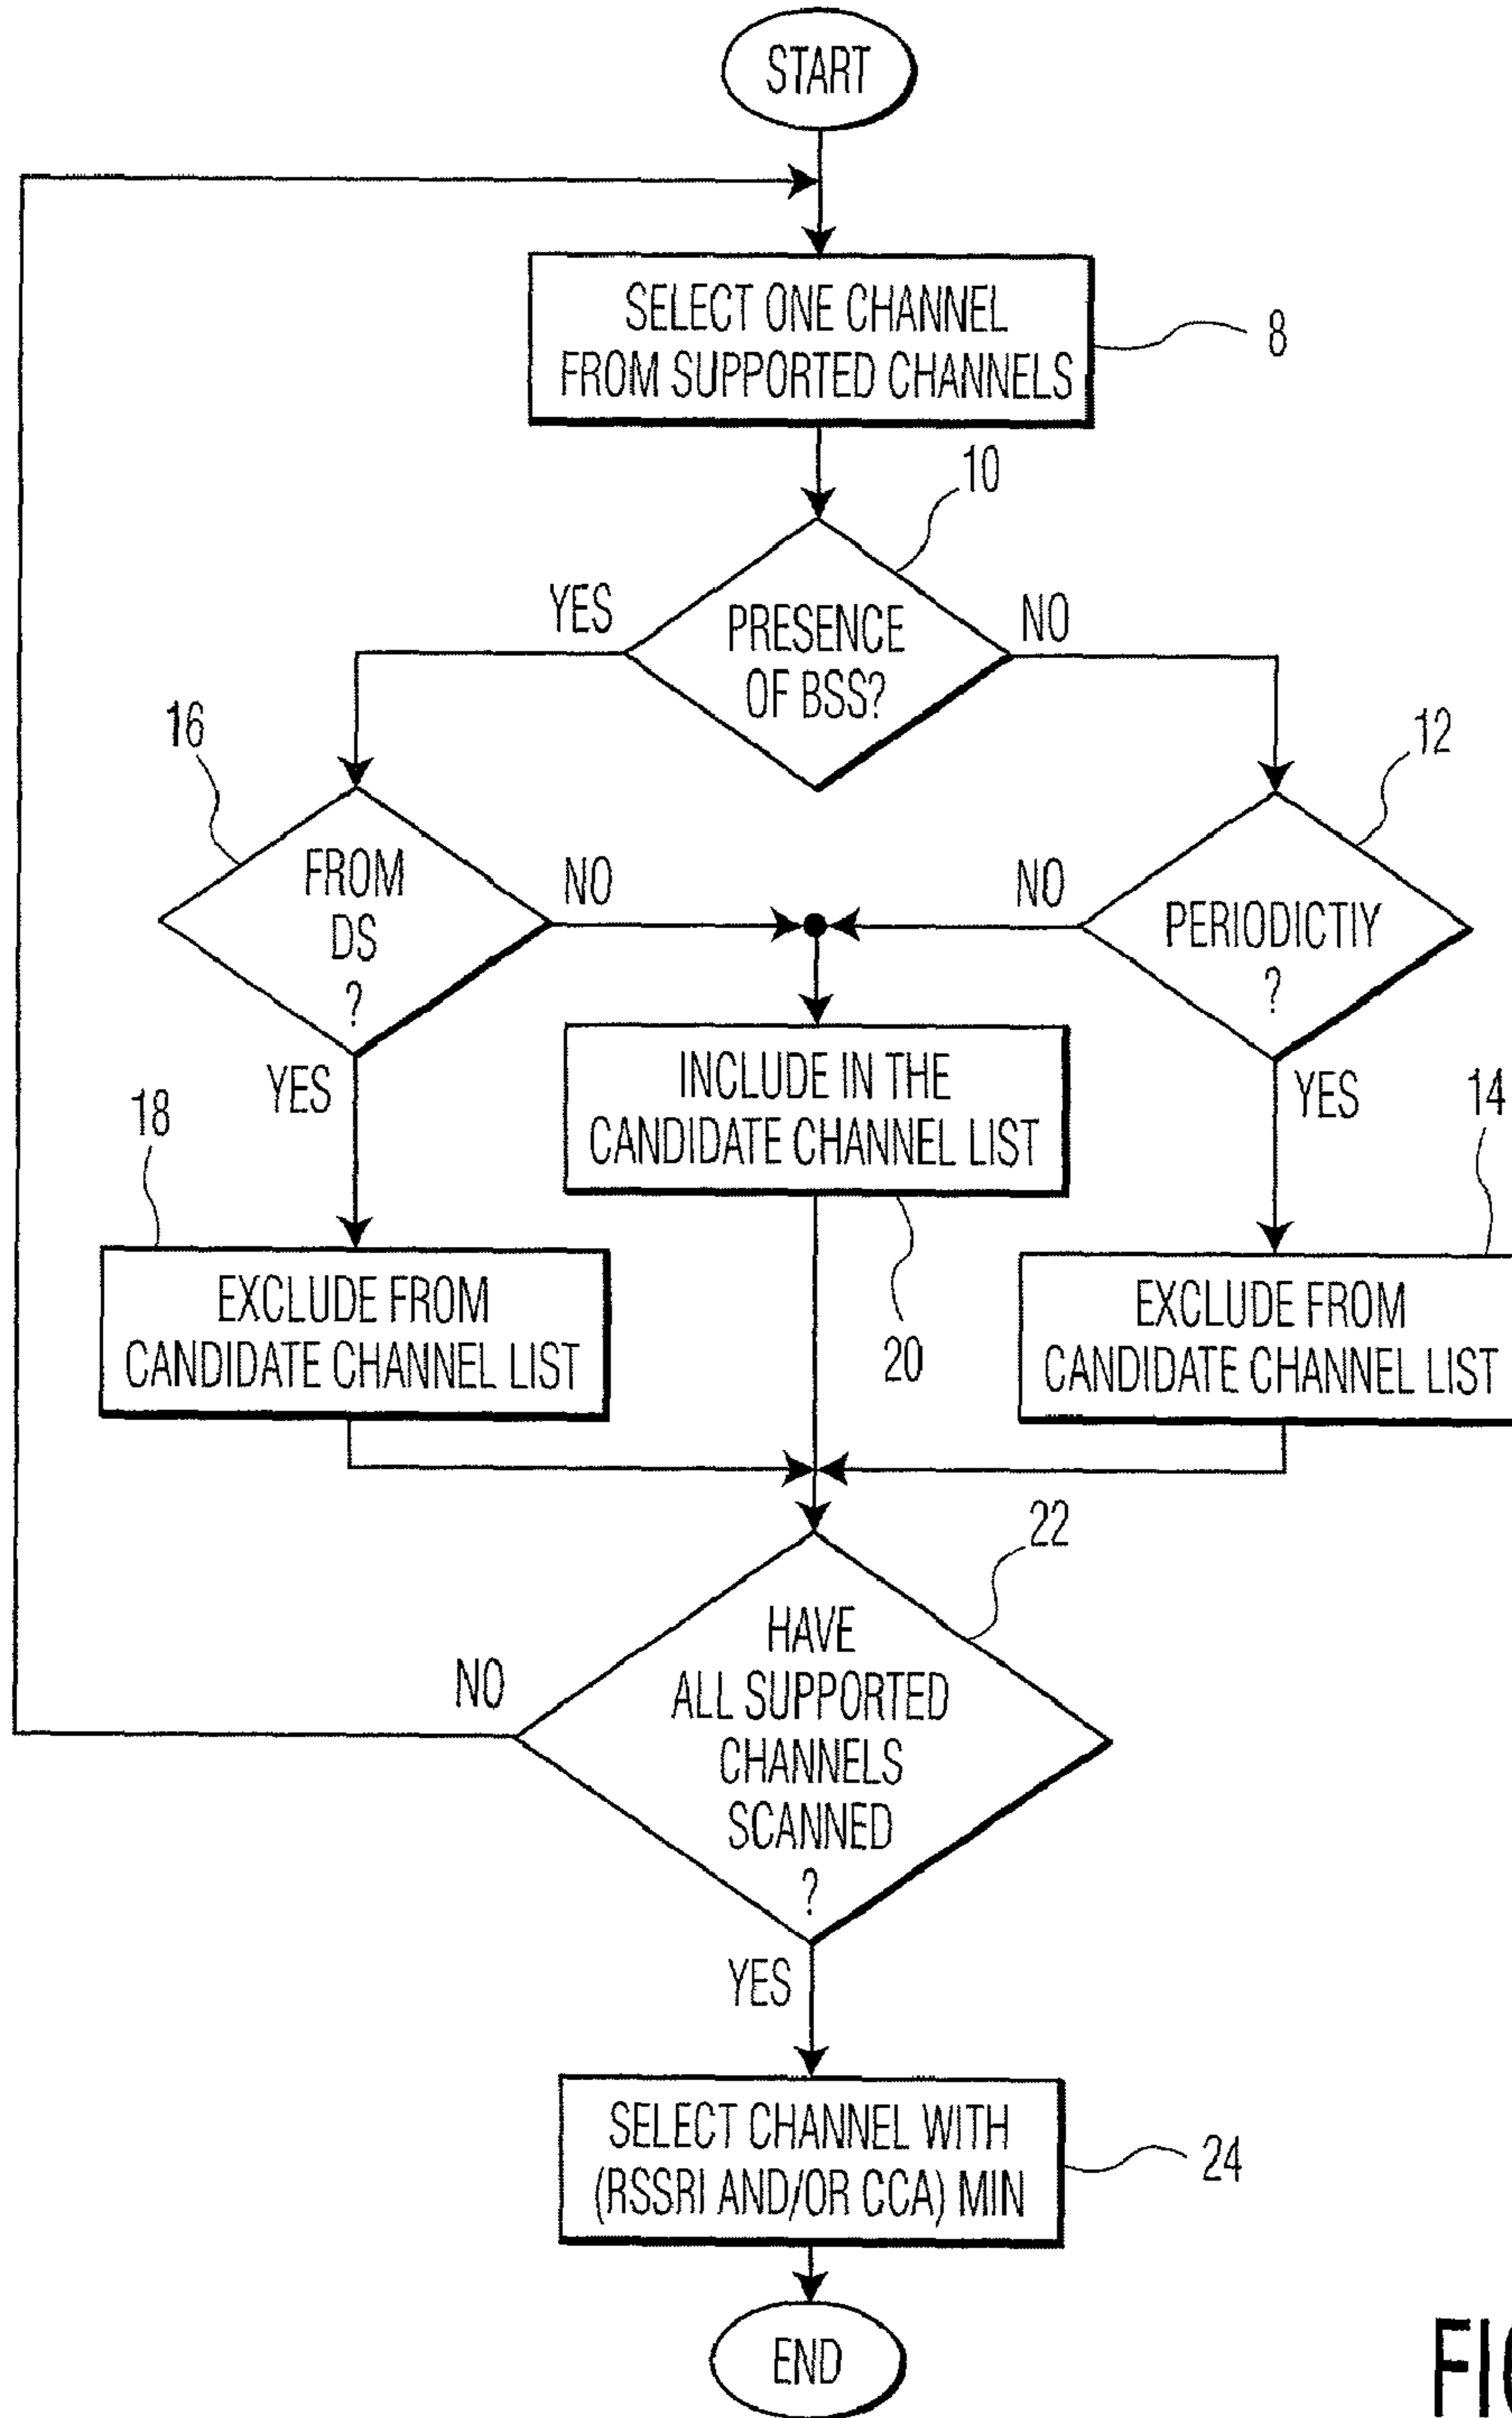 START
SELECT ONE CHANNEL
FROM SUPPORTED CHANNELS
8
10
YES
PRESENCE
OF BSS?
NO
16
12
FROM
DS
?
NO
NO
PERIODICTIY
?
YES
INCLUDE IN THE
CANDIDATE CHANNEL LIST
YES
18
14
EXCLUDE FROM
CANDIDATE CHANNEL LIST
20
EXCLUDE FROM
CANDIDATE CHANNEL LIST
22
HAVE
ALL SUPPORTED
CHANNELS
SCANNED
?
NO
YES
SELECT CHANNEL WITH
(RSSRI AND/OR CCA) MIN
24
END